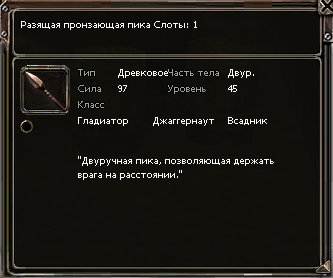 Разящая пронзающая пика Слоты: 1
Тип Древковое Часть тела Двур.
Сила 97 Уровень 45
Класс
Гладиатор Джаггернаут Всадник
"Двуручная пика, позволяющая держать
врага на расстоянии."